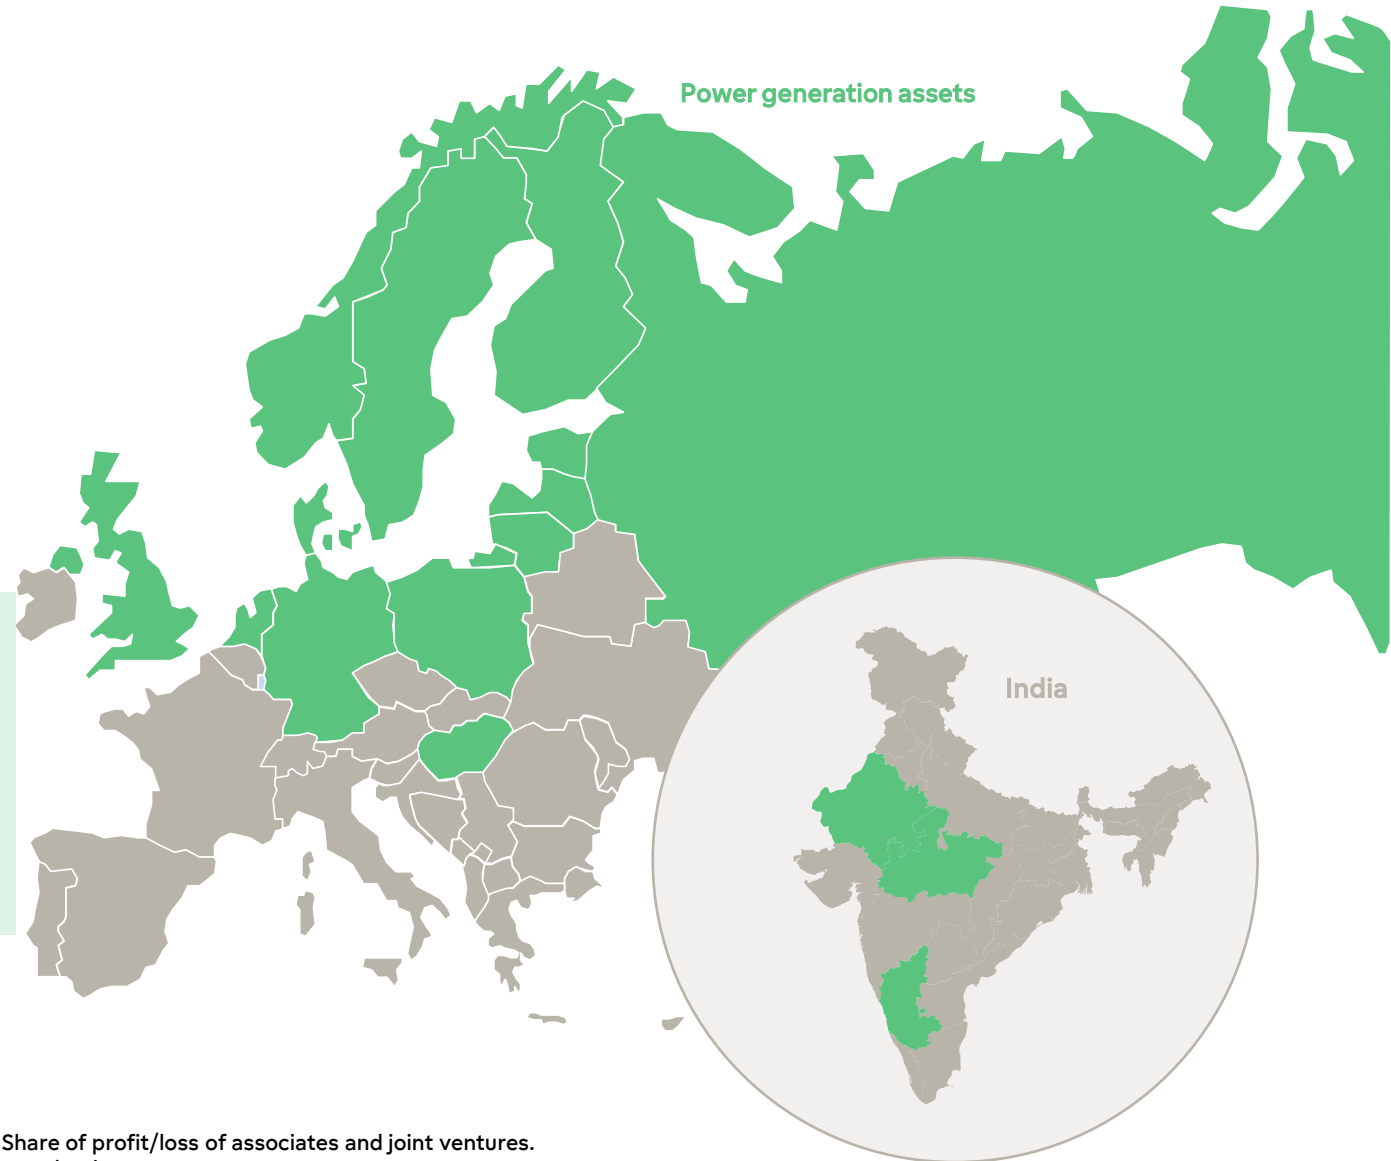 Power generation assets
India
Share of profit/loss of associates and joint ventures.